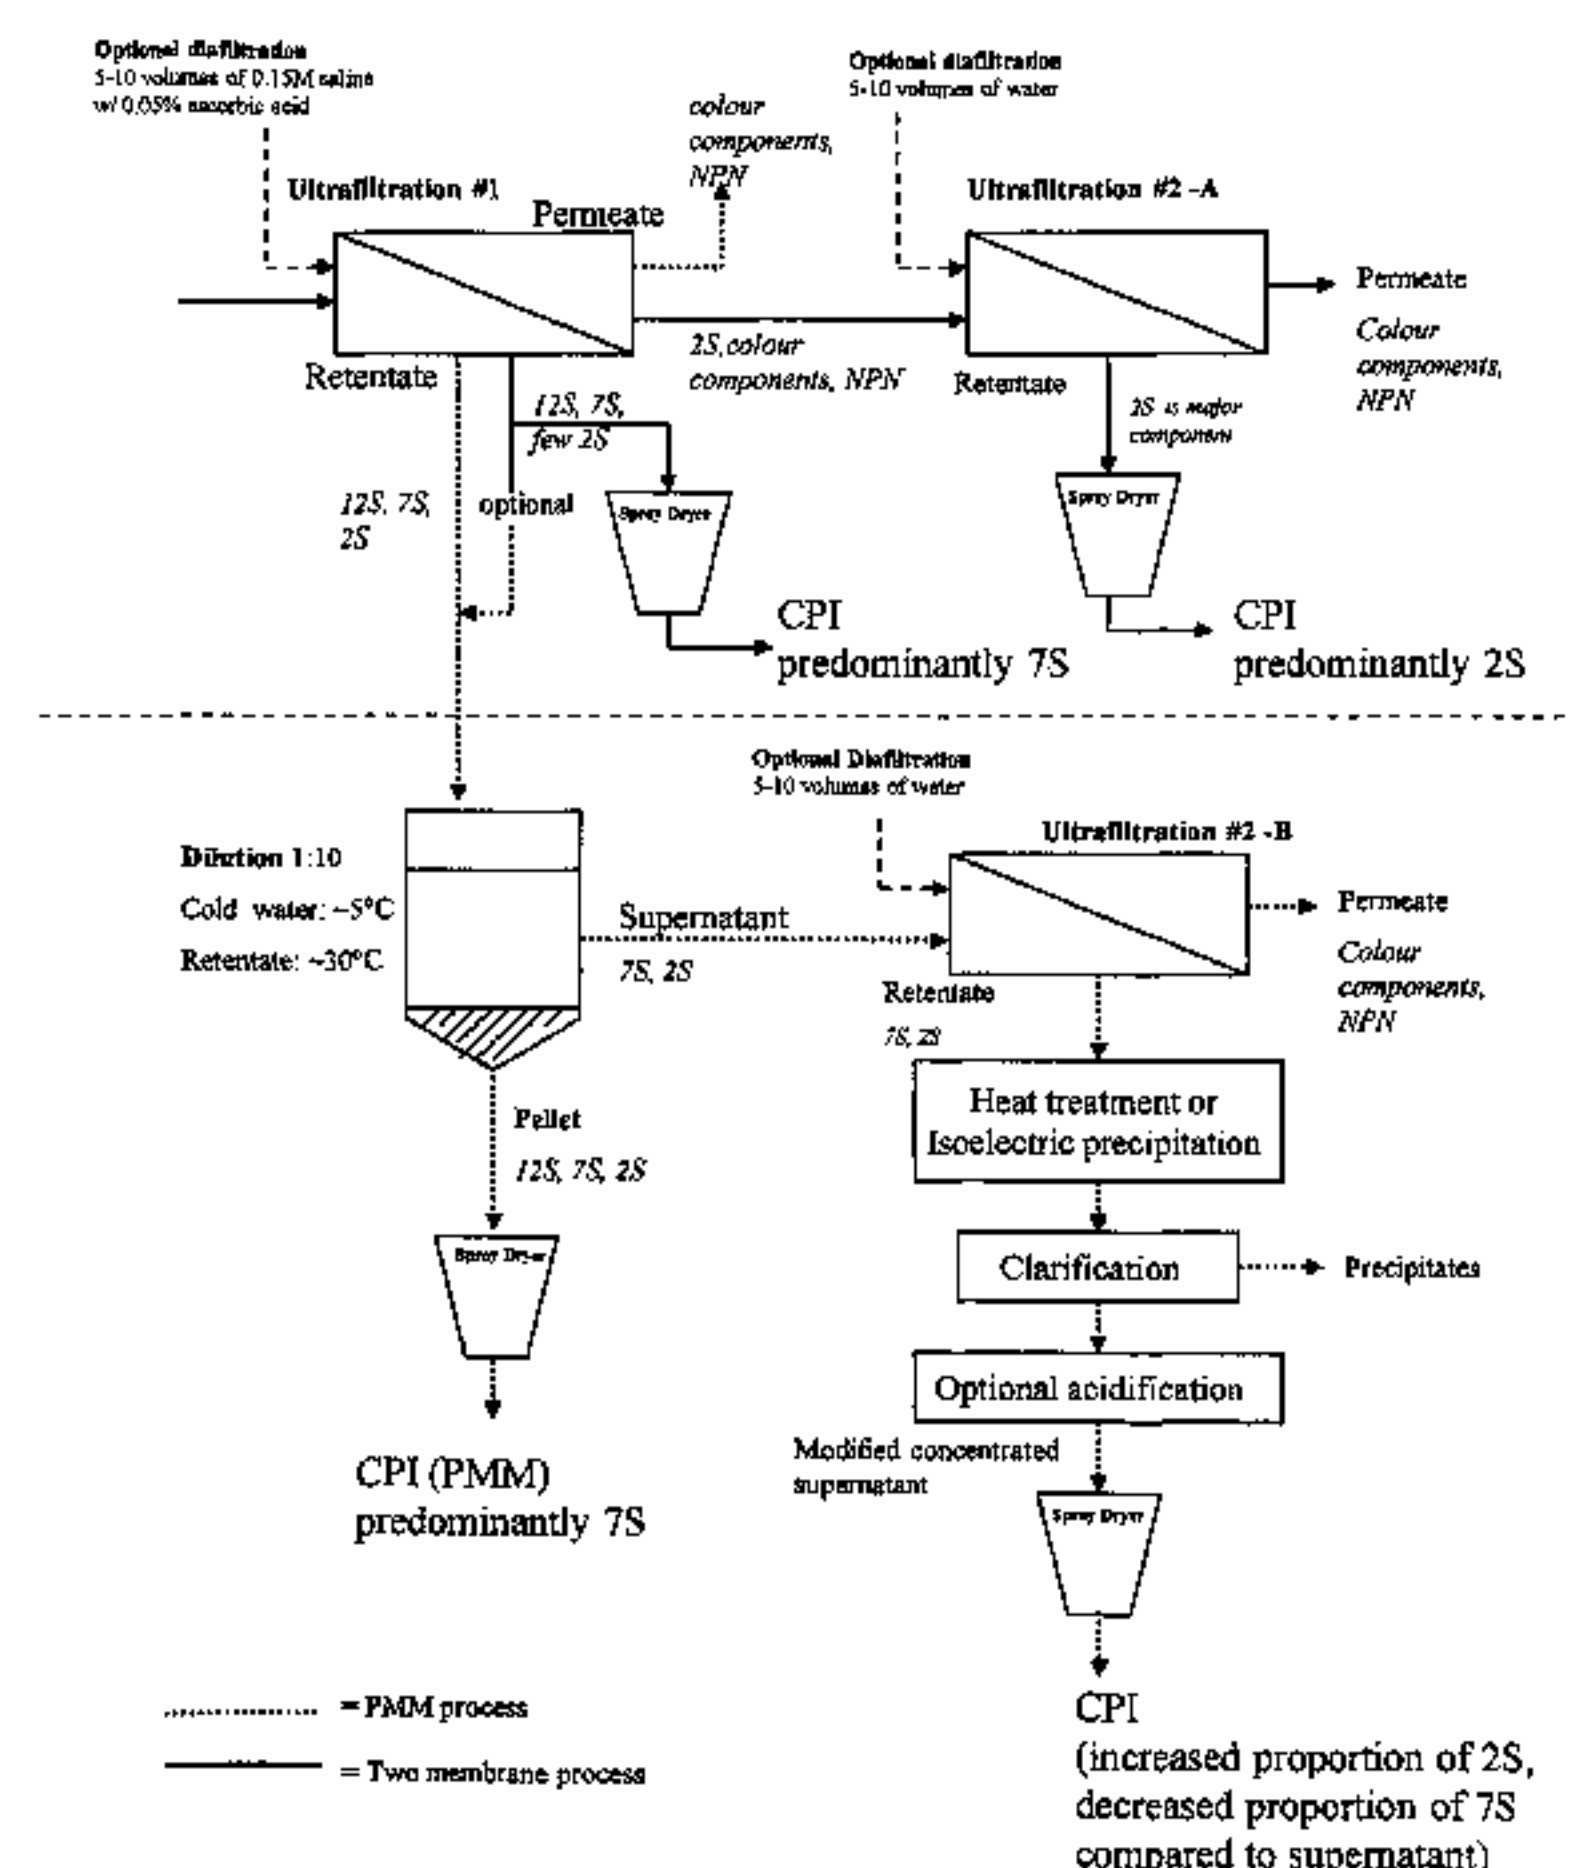 Optional diafiltration
5-10 volumes of 0.15M saline
w/ 0.05% ascorbic acid
Optional diafiltration
5-10 volumes of water
colour
components,
NPN
Ultrafiltration #1
Permeate
Ultrafiltration #2 -A
Permeate
Colour
components,
NPN
2S, colour
components, NPN
Retentate
Retentate
12S, 7S,
few 2S
2S is major
component
12S, 7S,
2S
optional
Spray Dryer
Spray Dryer
CPI
predominantly 7S
CPI
predominantly 2S
Optional Diafiltration
5-10 volumes of water
Ultrafiltration #2 -B
Dilution 1:10
Cold water: ~5°C
Retentate: ~30°C
Supernatant
7S, 2S
Permeate
Colour
components,
NPN
Retentate
7S, 2S
Heat treatment or
Isoelectric precipitation
Pellet
12S, 7S, 2S
Spray Dryer
Clarification
Precipitates
Optional acidification
Modified concentrated
supernatant
CPI (PMM)
predominantly 7S
Spray Dryer
= PMM process
= Two membrane process
CPI
(increased proportion of 2S,
decreased proportion of 7S
compared to supernatant)